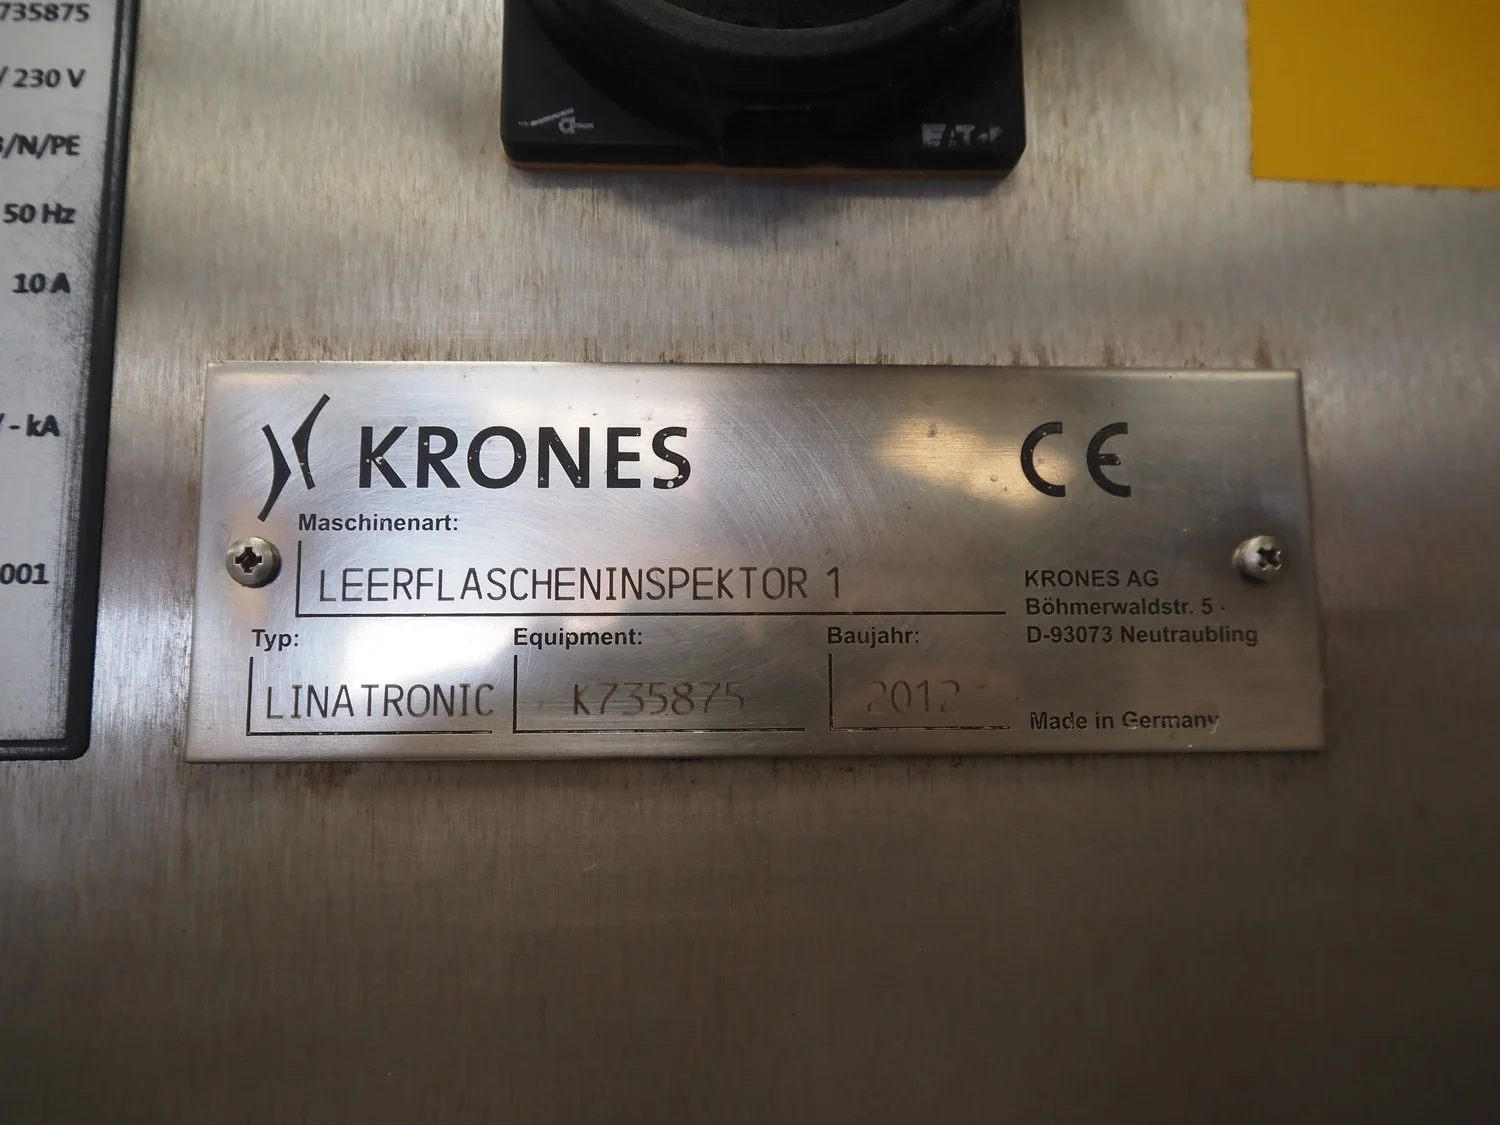 735875
/ 230 V
/N/PE
50 Hz
10 A
- kA
001
EATON
KRONES
CE
Maschinenart:
LEERFLASCHENINSPEKTOR 1
KRONES AG
Böhmerwaldstr. 5
D-93073 Neutraubling
Typ:
Equipment:
Baujahr:
LINATRONIC
K735875
2012
Made in Germany